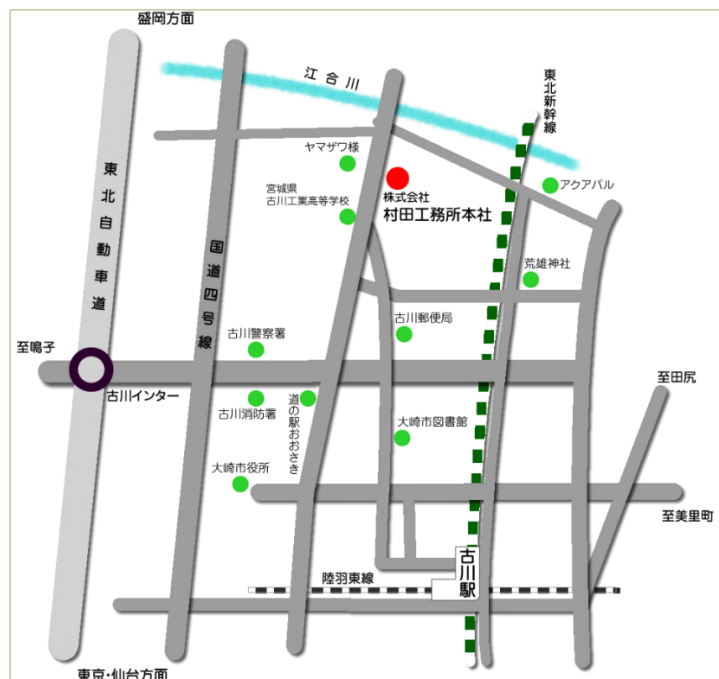 盛岡方面
江合川
東北新幹線
ヤマザワ様
アクアパル
宮城県
古川工業高等学校
株式会社
村田工務所本社
東北自動車道
国道四号線
荒雄神社
古川警察署
古川郵便局
至鳴子
至田尻
古川インター
古川消防署
道の駅おおさき
大崎市図書館
大崎市役所
至美里町
古川駅
陸羽東線
東京・仙台方面